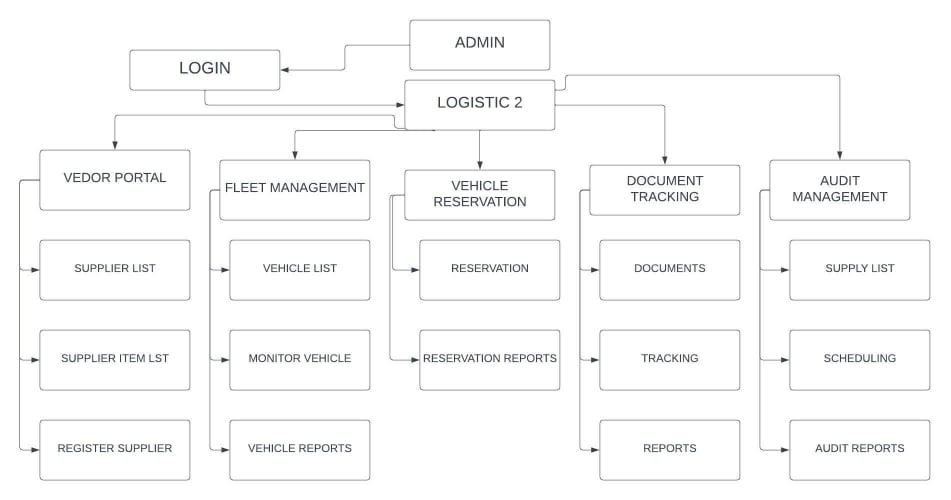 ADMIN
LOGIN
LOGISTIC 2
VEDOR PORTAL
FLEET MANAGEMENT
VEHICLE
RESERVATION
DOCUMENT
TRACKING
AUDIT
MANAGEMENT
SUPPLIER LIST
VEHICLE LIST
RESERVATION
DOCUMENTS
SUPPLY LIST
SUPPLIER ITEM LST
MONITOR VEHICLE
RESERVATION REPORTS
TRACKING
SCHEDULING
REGISTER SUPPLIER
VEHICLE REPORTS
REPORTS
AUDIT REPORTS